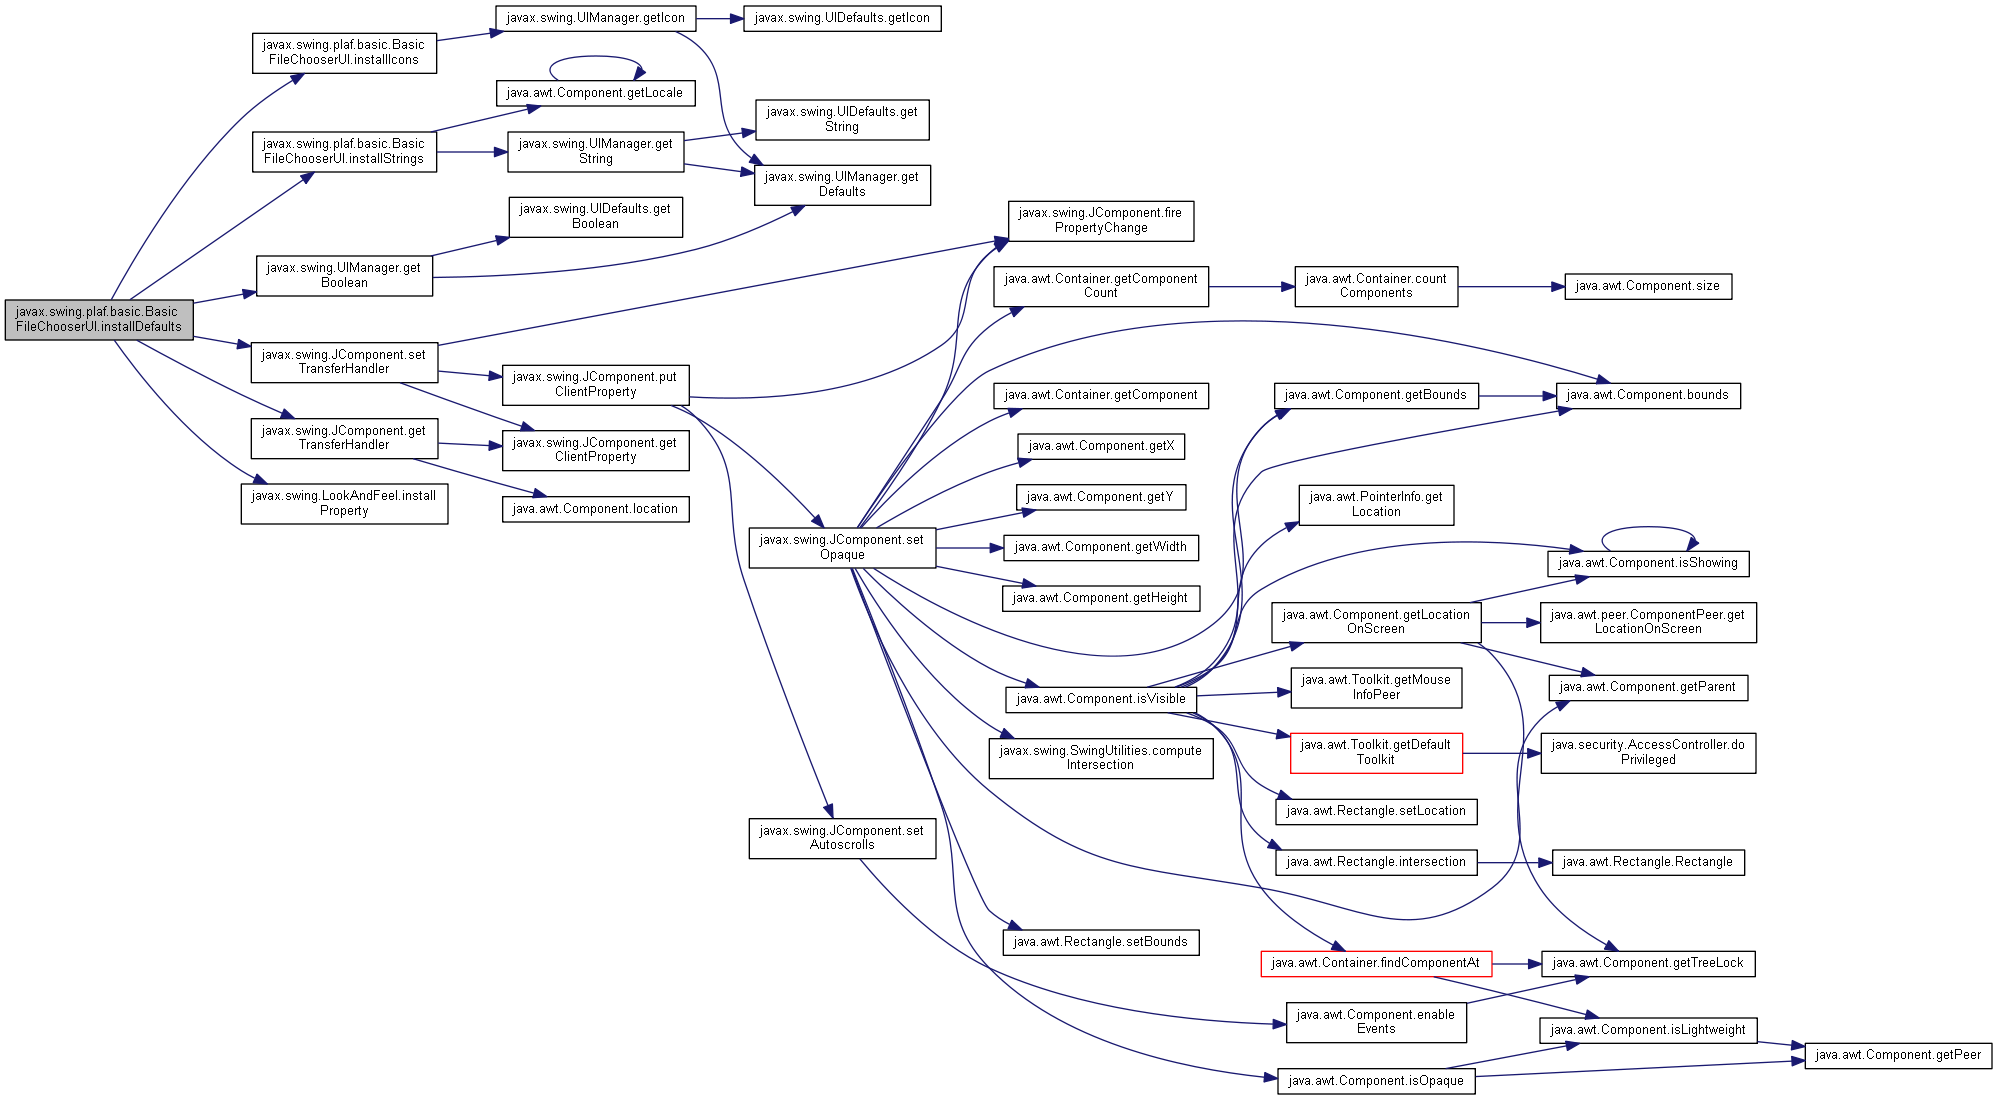 javax.swing.plaf.basic.Basic
FileChooserUI.installDefaults
javax.swing.plaf.basic.Basic
FileChooserUI.installIcons
javax.swing.plaf.basic.Basic
FileChooserUI.installStrings
javax.swing.UIManager.get
Boolean
javax.swing.JComponent.set
TransferHandler
javax.swing.JComponent.get
TransferHandler
javax.swing.LookAndFeel.install
Property
javax.swing.UIManager.getIcon
java.awt.Component.getLocale
javax.swing.UIManager.get
String
javax.swing.UIDefaults.get
Boolean
javax.swing.JComponent.put
ClientProperty
javax.swing.JComponent.get
ClientProperty
java.awt.Component.location
javax.swing.UIDefaults.getIcon
javax.swing.UIDefaults.get
String
javax.swing.UIManager.get
Defaults
javax.swing.JComponent.set
Opaque
javax.swing.JComponent.set
Autoscrolls
javax.swing.JComponent.fire
PropertyChange
java.awt.Container.getComponent
Count
java.awt.Container.getComponent
java.awt.Component.getX
java.awt.Component.getY
java.awt.Component.getWidth
java.awt.Component.getHeight
java.awt.Component.isVisible
javax.swing.SwingUtilities.compute
Intersection
java.awt.Rectangle.setBounds
java.awt.Container.count
Components
java.awt.Component.getBounds
java.awt.PointerInfo.get
Location
java.awt.Component.getLocation
OnScreen
java.awt.Toolkit.getMouse
InfoPeer
java.awt.Toolkit.getDefault
Toolkit
java.awt.Rectangle.setLocation
java.awt.Rectangle.intersection
java.awt.Container.findComponentAt
java.awt.Component.enable
Events
java.awt.Component.isOpaque
java.awt.Component.size
java.awt.Component.bounds
java.awt.Component.isShowing
java.awt.peer.ComponentPeer.get
LocationOnScreen
java.awt.Component.getParent
java.security.AccessController.do
Privileged
java.awt.Rectangle.Rectangle
java.awt.Component.getTreeLock
java.awt.Component.isLightweight
java.awt.Component.getPeer